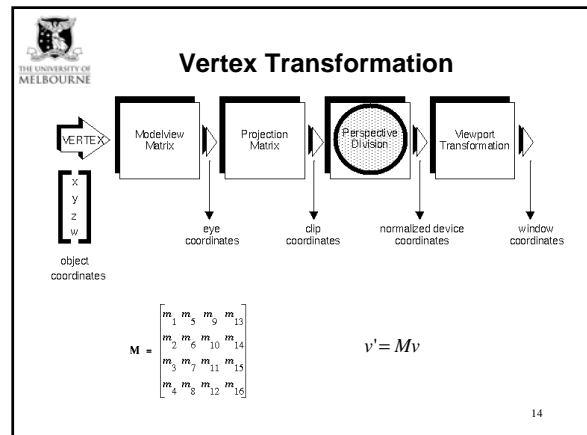 THE UNIVERSITY OF
MELBOURNE
Vertex Transformation
VERTEX
x
y
z
w
object
coordinates
Modelview
Matrix
eye
coordinates
Projection
Matrix
clip
coordinates
Perspective
Division
normalized device
coordinates
Viewport
Transformation
window
coordinates
M =
m1 m5 m9 m13
m2 m6 m10 m14
m3 m7 m11 m15
m4 m8 m12 m16
v'= Mv
14